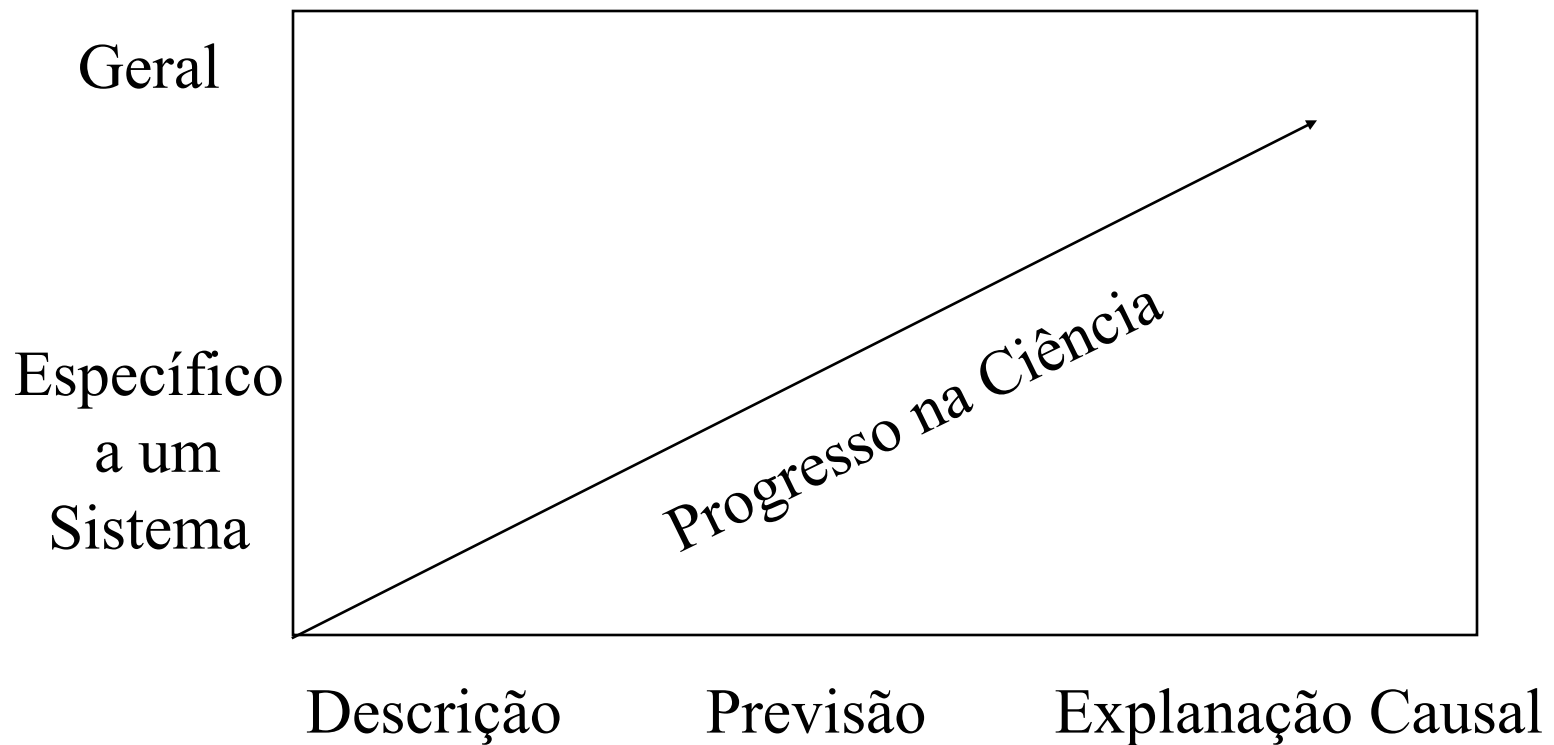 Geral
Específico
a um
Sistema
Progresso na Ciência
Descrição
Previsão
Explanação Causal